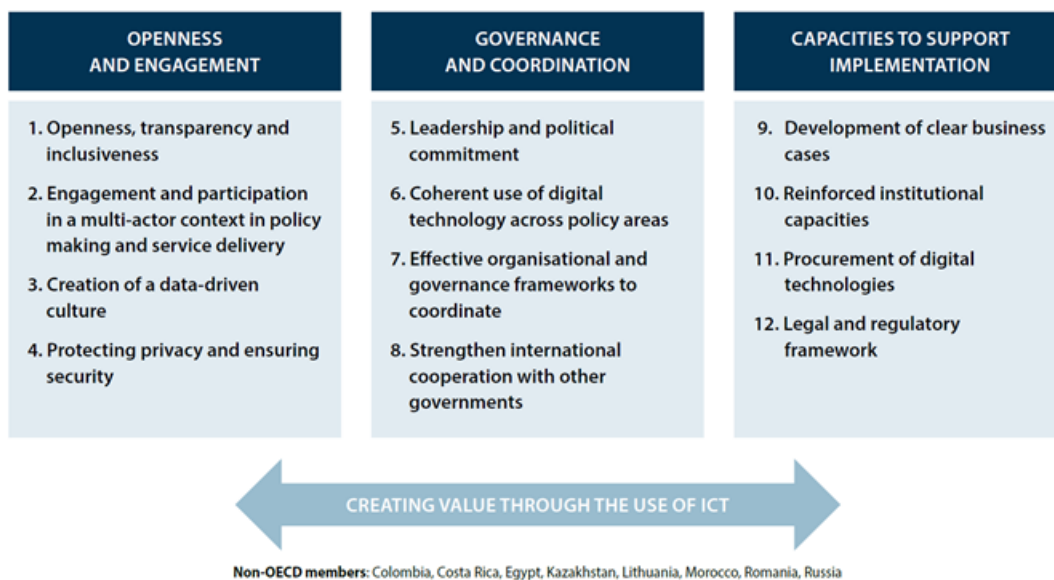 OPENNESS
AND ENGAGEMENT
1. Openness, transparency and
inclusiveness
2. Engagement and participation
in a multi-actor context in policy
making and service delivery
3. Creation of a data-driven
culture
4. Protecting privacy and ensuring
security
GOVERNANCE
AND COORDINATION
5. Leadership and political
commitment
6. Coherent use of digital
technology across policy areas
7. Effective organisational and
governance frameworks to
coordinate
8. Strengthen international
cooperation with other
governments
CAPACITIES TO SUPPORT
IMPLEMENTATION
9. Development of clear business
cases
10. Reinforced institutional
capacities
11. Procurement of digital
technologies
12. Legal and regulatory
framework
CREATING VALUE THROUGH THE USE OF ICT
Non-OECD members: Colombia, Costa Rica, Egypt, Kazakhstan, Lithuania, Morocco, Romania, Russia